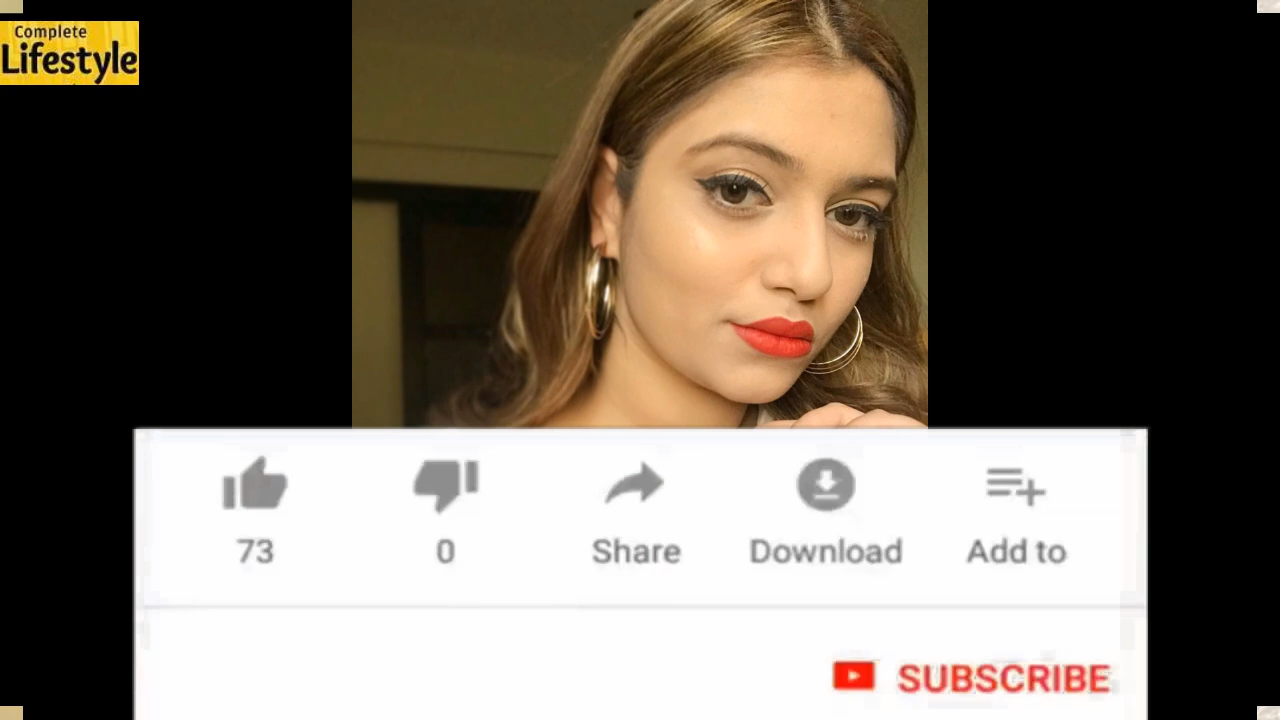 Complete
Lifestyle
73
0
Share
Download
Add to
SUBSCRIBE